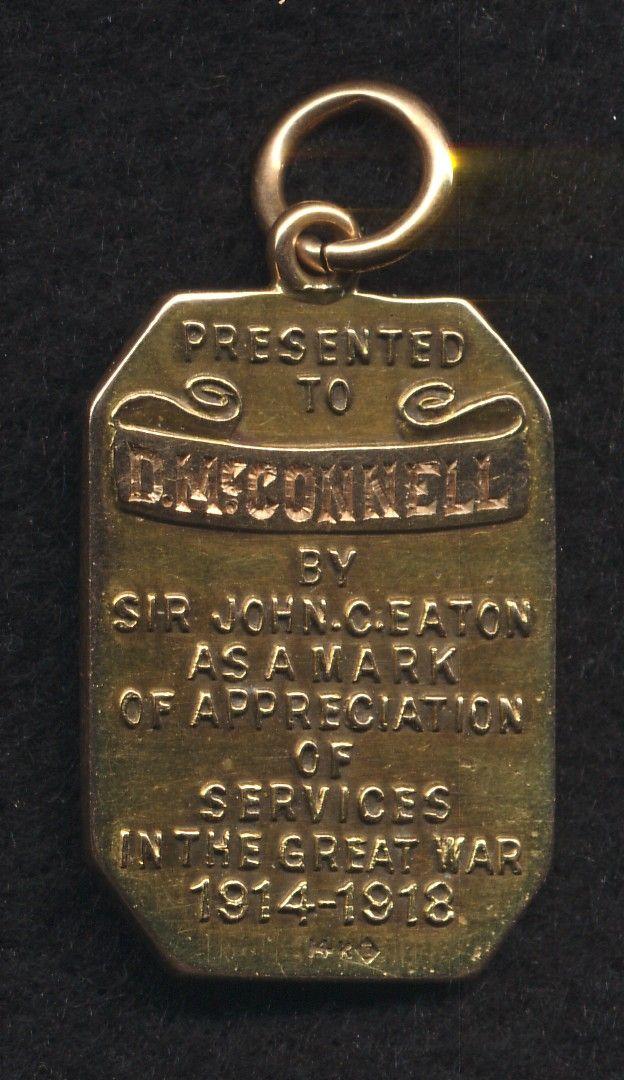 PRESENTED
TO
D. McCONNELL
BY
SIR JOHN.C.EATON
AS A MARK
OF APPRECIATION
OF
SERVICES
IN THE GREAT WAR
1914-1918
14K